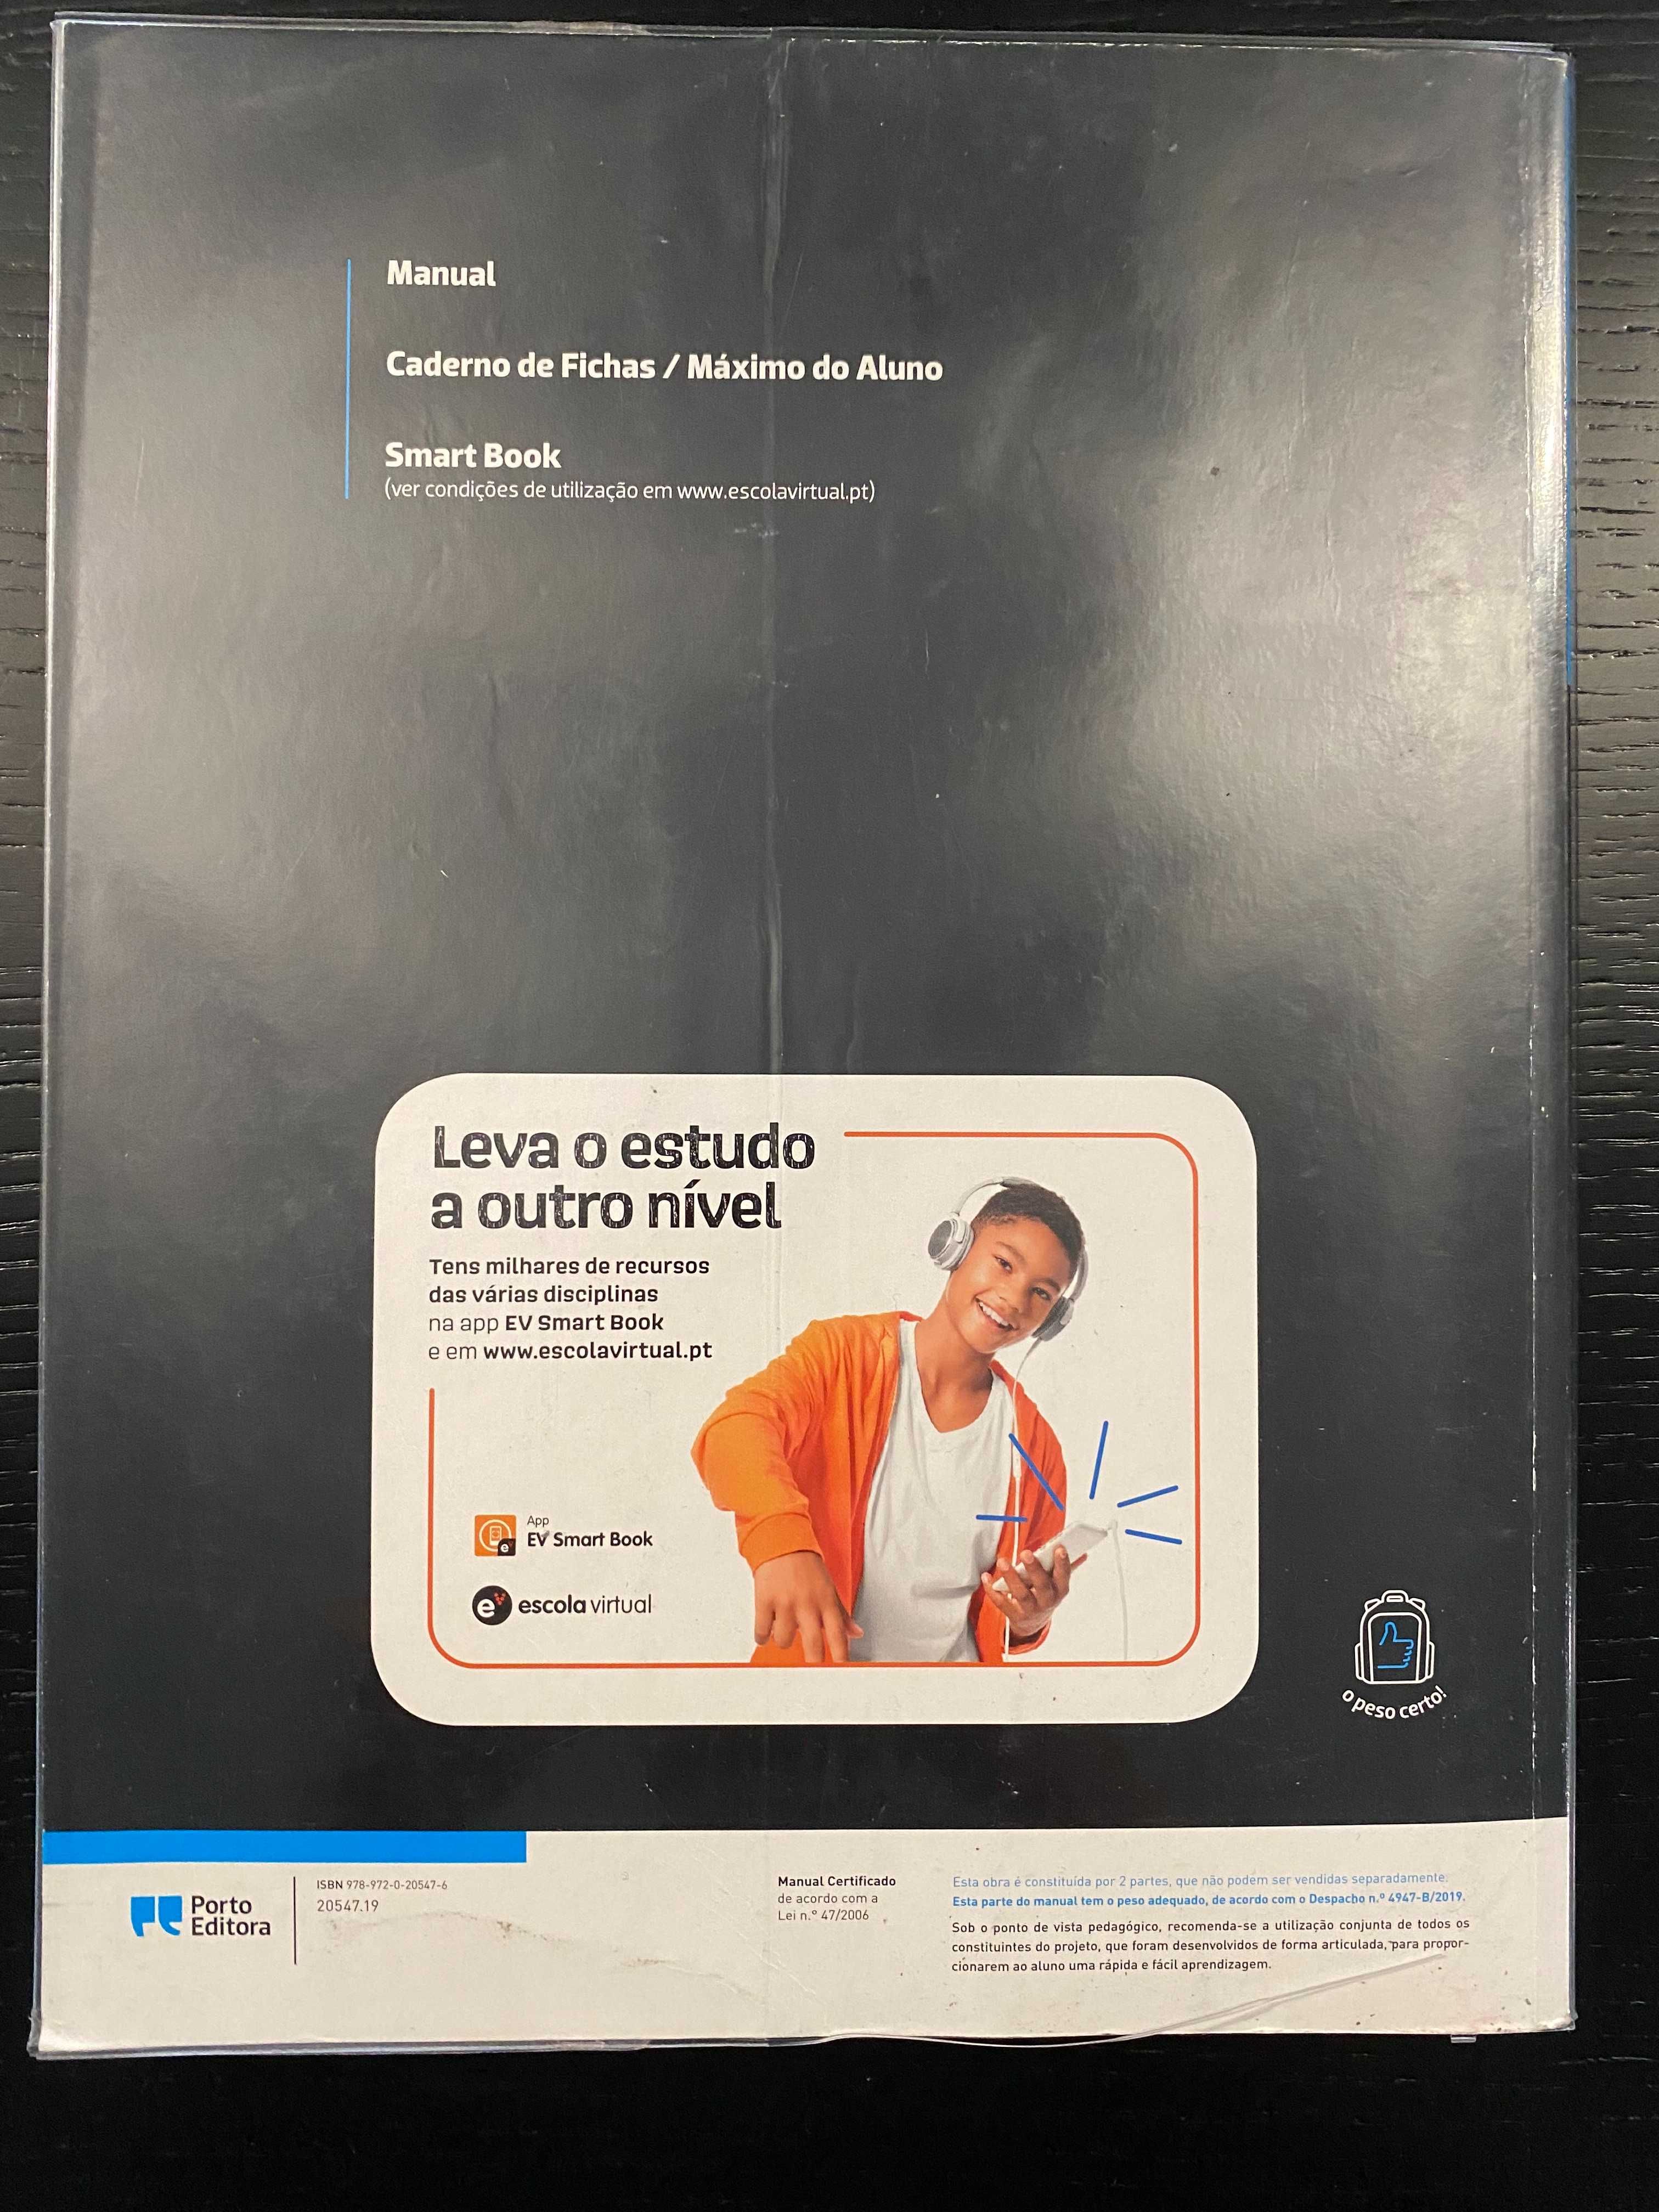 Manual
Caderno de Fichas / Máximo do Aluno
Smart Book
(ver condições de utilização em www.escolavirtual.pt)
Leva o estudo
a outro nível
Tens milhares de recursos
das várias disciplinas
na app EV Smart Book
e em www.escolavirtual.pt
App
EV Smart Book
e
ev escola virtual
o peso certo!
Porto
Editora
ISBN 978-972-0-20547-6
20547.19
Manual Certificado
de acordo com a
Lei n.º 47/2006
Esta obra é constituída por 2 partes, que não podem ser vendidas separadamente.
Esta parte do manual tem o peso adequado, de acordo com o Despacho n.º 4947-B/2019.
Sob o ponto de vista pedagógico, recomenda-se a utilização conjunta de todos os
constituintes do projeto, que foram desenvolvidos de forma articulada, para propor-
cionarem ao aluno uma rápida e fácil aprendizagem.